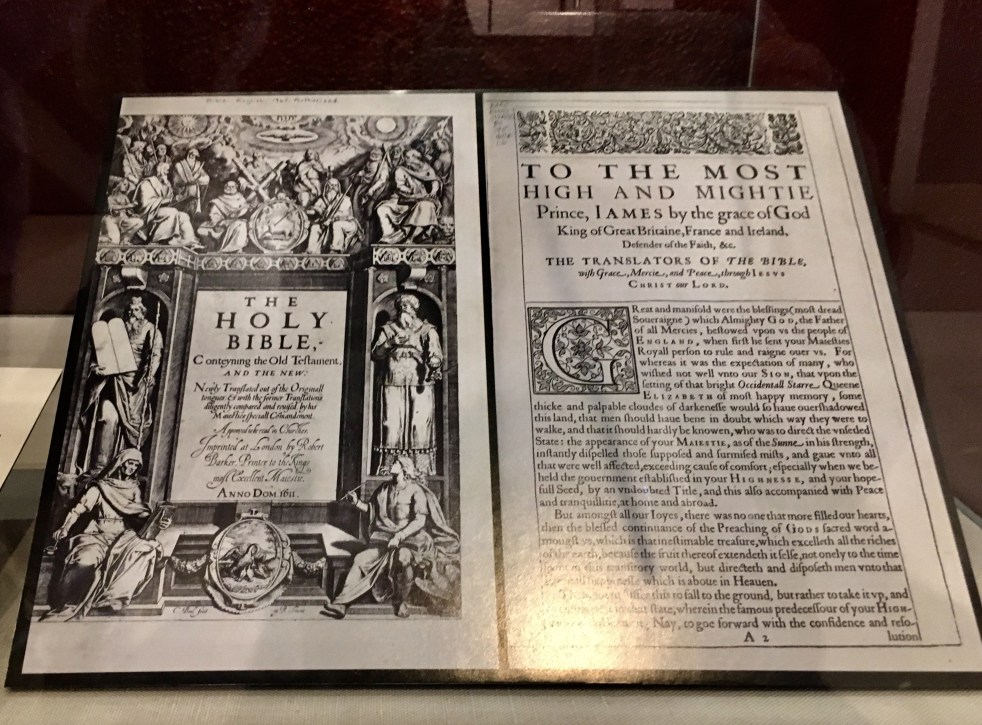 THE
HOLY
BIBLE,
Conteyning the Old Testament,
AND THE NEW:
Newly Translated out of the Originall
tongues: & with the former Translations
diligently compared and reuised, by his
Maiesties speciall Comandement.
Appointed to be read in Churches.
Imprinted at London by Robert
Barker, Printer to the Kings
most Excellent Maiestie.
ANNO DOM. 1611.
TO THE MOST
HIGH AND MIGHTIE
Prince, IAMES by the grace of God
King of Great Britaine, France and Ireland,
Defender of the Faith, &c.
THE TRANSLATORS OF THE BIBLE,
wiſh Grace, Mercie, and Peace, through IESVS
CHRIST our LORD.
GReat and manifold were the bleſſings (moſt dread
Soueraigne) which Almighty GOD, the Father
of all Mercies, beſtowed vpon vs the people of
ENGLAND, when firſt he ſent your Maieſties
Royall perſon to rule and raigne ouer vs. For
whereas it was the expectation of many, who
wiſhed not well vnto our SION, that vpon the
ſetting of that bright Occidentall Starre Queene
ELIZABETH of moſt happy memory, ſome
thicke and palpable cloudes of darkeneſſe would ſo haue ouerſhadowed
this land, that men ſhould haue bene in doubt which way they were to
walke, and that it ſhould hardly be knowen, who was to direct the vnſetled
State: the appearance of your MAIESTIE, as of the Sunne in his ſtrength,
inſtantly diſpelled thoſe ſuppoſed and ſurmiſed miſts, and gaue vnto all
that were well affected, exceeding cauſe of comfort; eſpecially when we be-
held the gouernment eſtabliſhed in your HIGHNESSE, and your hope-
full Seed, by an vndoubted Title, and this alſo accompanied with Peace
and tranquillitie, at home and abroad.
But amongſt all our Ioyes, there was no one that more filled our hearts,
then the bleſſed continuance of the Preaching of GODS ſacred word a-
mongſt vs, which is that ineſtimable treaſure, which excelleth all the riches
of the earth, becauſe the fruit thereof extendeth it ſelfe, not onely to the time
ſpent in this tranſitory world, but directeth and diſpoſeth men vnto that
which is aboue in Heauen.
to fall to the ground, but rather to take it vp, and
ſtate, wherein the famous predeceſſour of your HIGH-
Nay, to goe forward with the confidence and reſo-
A 2
lution